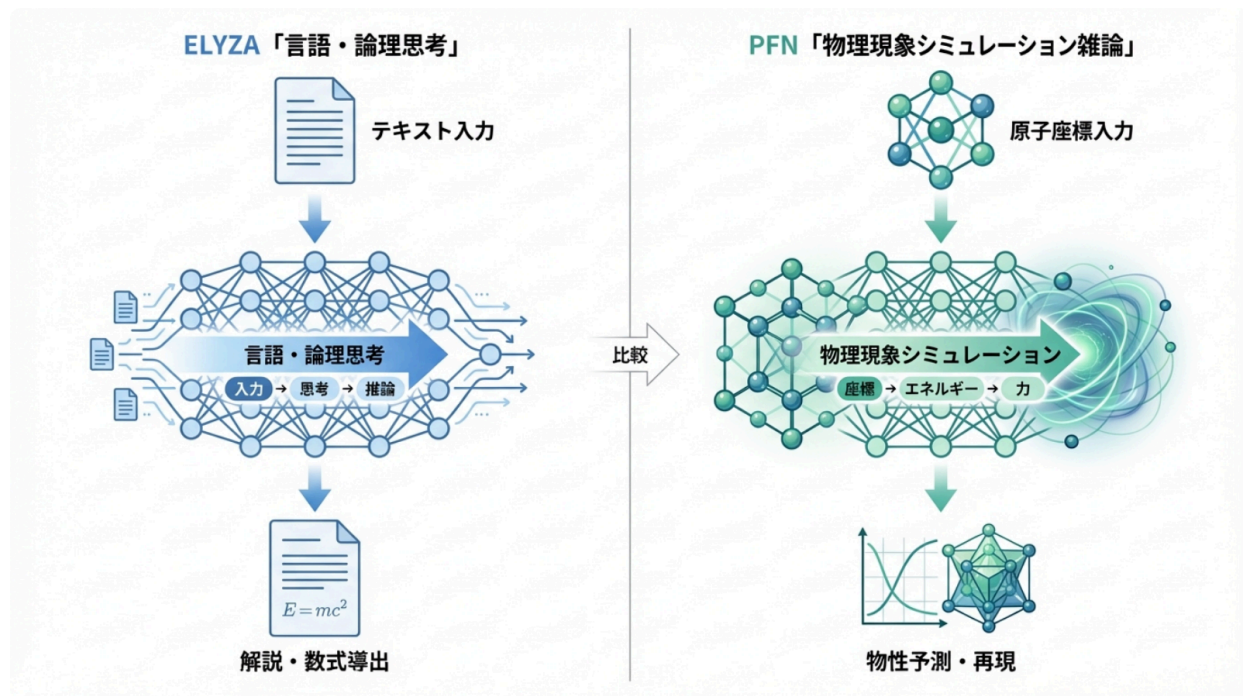 ELYZA「言語・論理思考」
テキスト入力
言語・論理思考
入力 → 思考 → 推論
E=mc²
解説・数式導出
比較
PFN「物理現象シミュレーション雑論」
原子座標入力
物理現象シミュレーション
座標 → エネルギー → 力
物性予測・再現